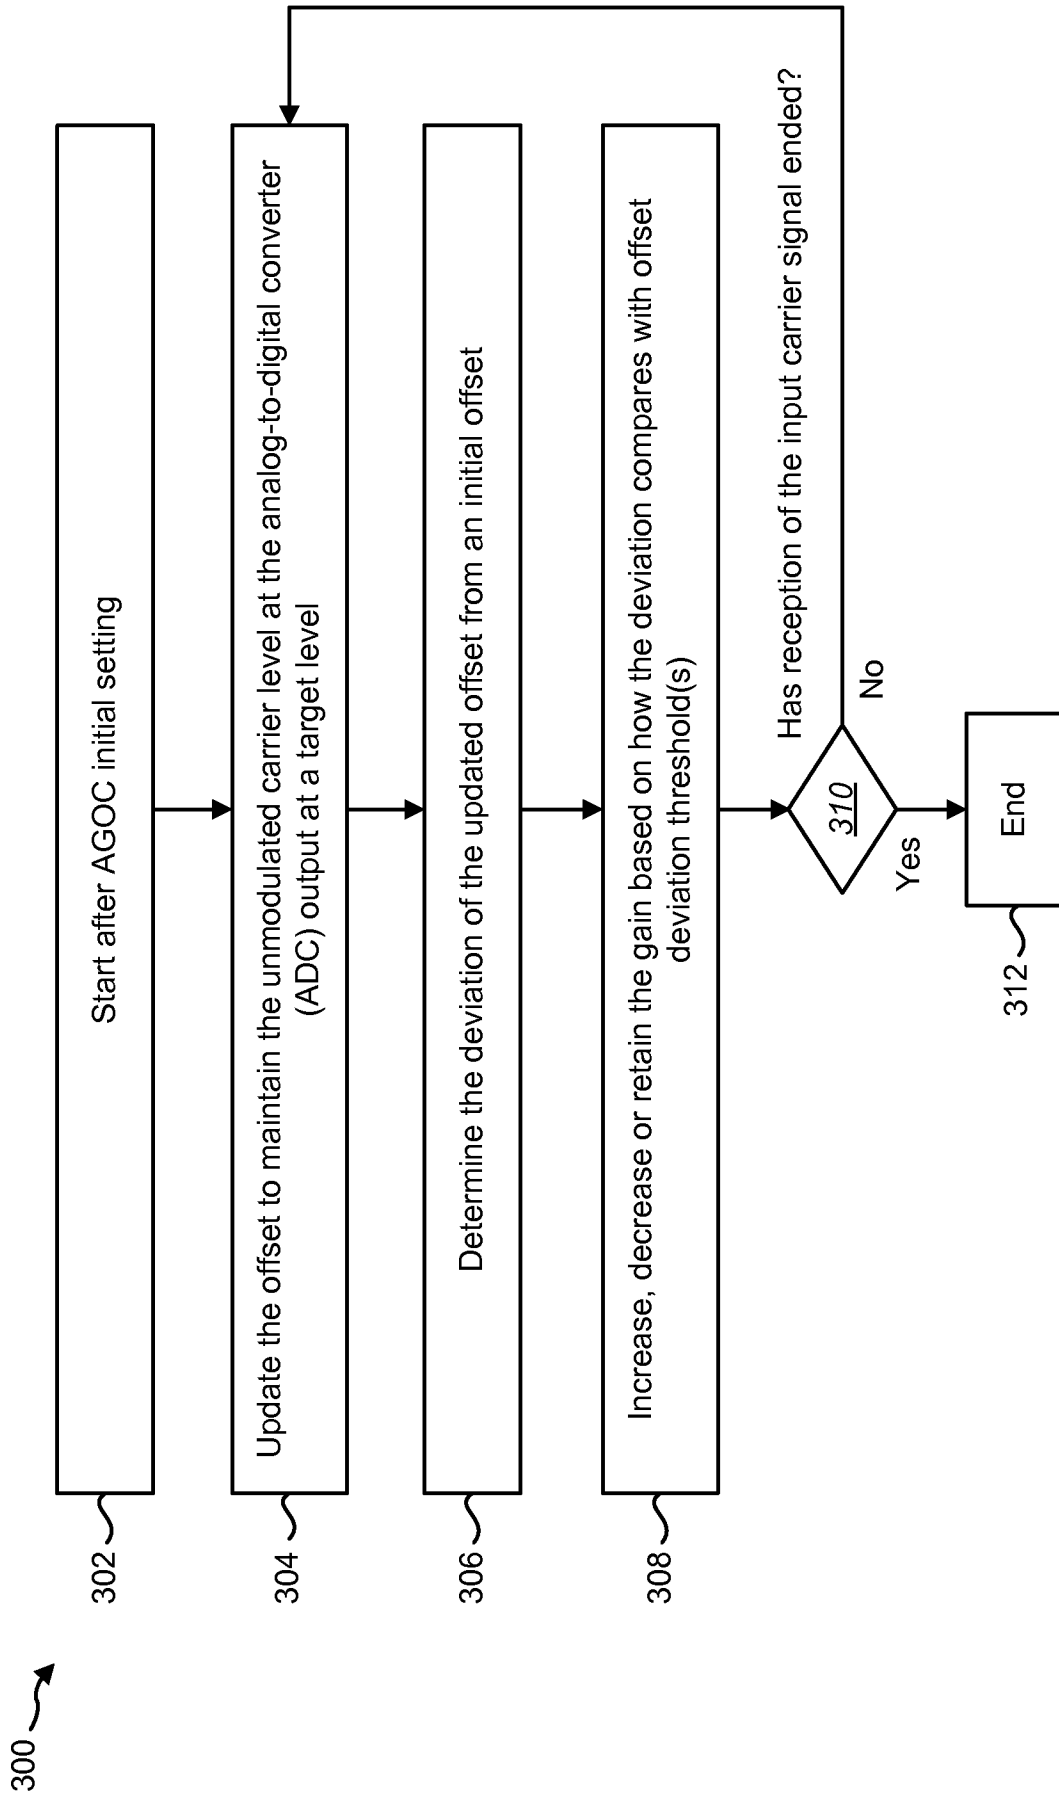 300
302
Start after AGOC initial setting
304
Update the offset to maintain the unmodulated carrier level at the analog-to-digital converter
(ADC) output at a target level
306
Determine the deviation of the updated offset from an initial offset
308
Increase, decrease or retain the gain based on how the deviation compares with offset
deviation threshold(s)
310
Has reception of the input carrier signal ended?
No
Yes
312
End